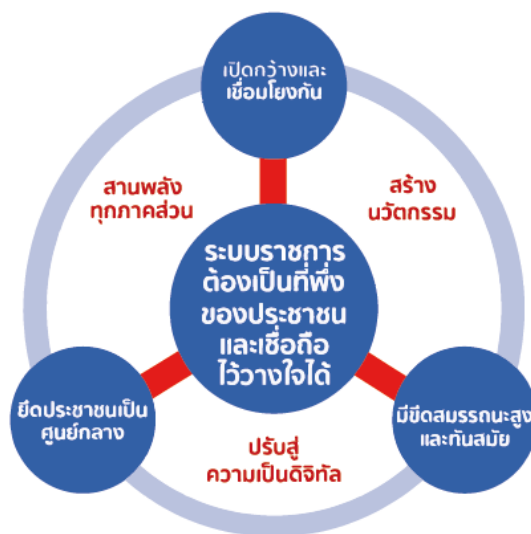 เปิดกว้างและ
เชื่อมโยงกัน
สานพลัง
ทุกภาคส่วน
สร้าง
นวัตกรรม
ระบบราชการ
ต้องเป็นที่พึ่ง
ของประชาชน
และเชื่อถือ
ไว้วางใจได้
ยึดประชาชนเป็น
ศูนย์กลาง
มีขีดสมรรถนะสูง
และทันสมัย
ปรับสู่
ความเป็นดิจิทัล